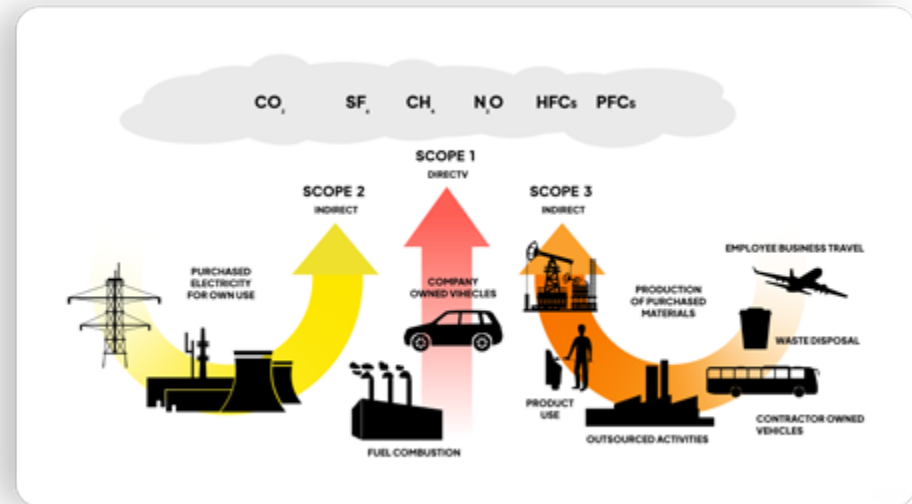 CO₂ SF₆ CH₄ N₂O HFCs PFCs
SCOPE 1
DIRECTV
SCOPE 2
INDIRECT
SCOPE 3
INDIRECT
PURCHASED
ELECTRICITY
FOR OWN USE
COMPANY
OWNED VIHECLES
FUEL COMBUSTION
PRODUCTION
OF PURCHASED
MATERIALS
EMPLOYEE BUSINESS TRAVEL
WASTE DISPOSAL
PRODUCT
USE
OUTSOURCED ACTIVITIES
CONTRACTOR OWNED
VEHICLES